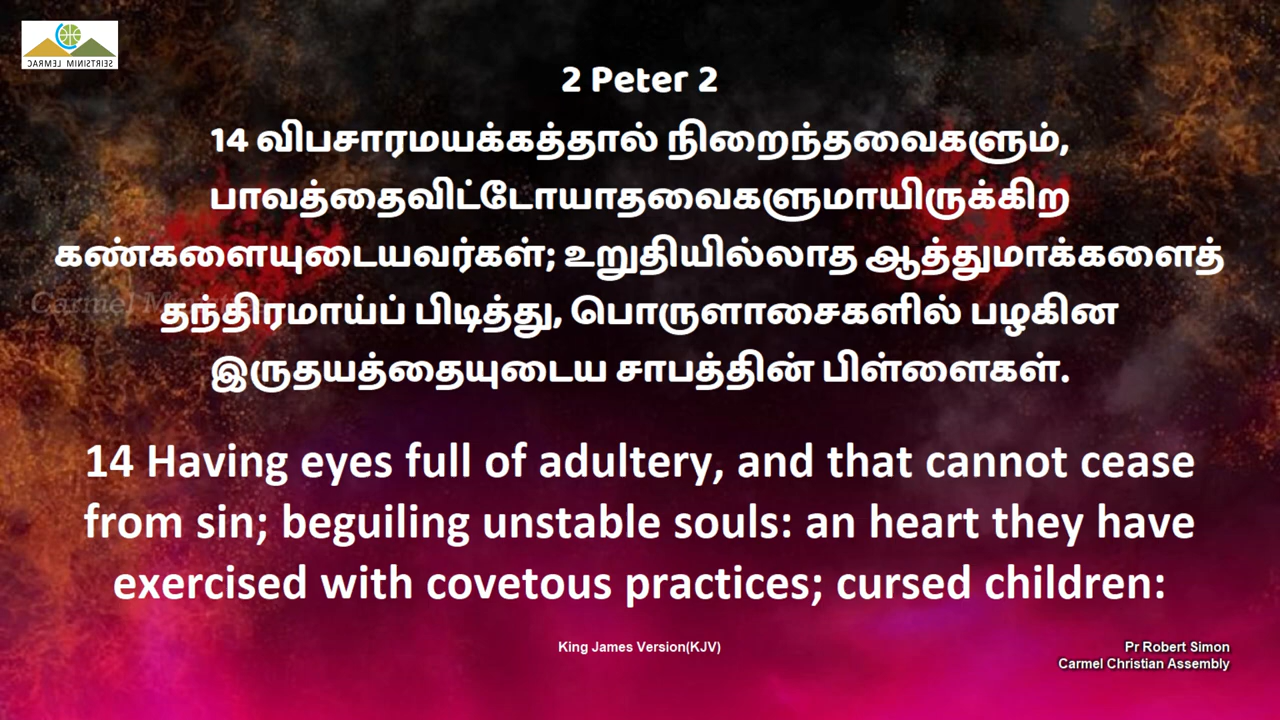 CARMEL MINISTRIES
2 Peter 2
14 விபசாரமயக்கத்தால் நிறைந்தவைகளும்,
பாவத்தைவிட்டோயாதவைகளுமாயிருக்கிற
கண்களையுடையவர்கள்; உறுதியில்லாத ஆத்துமாக்களைத்
தந்திரமாய்ப் பிடித்து, பொருளாசைகளில் பழகின
இருதயத்தையுடைய சாபத்தின் பிள்ளைகள்.
14 Having eyes full of adultery, and that cannot cease
from sin; beguiling unstable souls: an heart they have
exercised with covetous practices; cursed children:
King James Version(KJV)
Pr Robert Simon
Carmel Christian Assembly